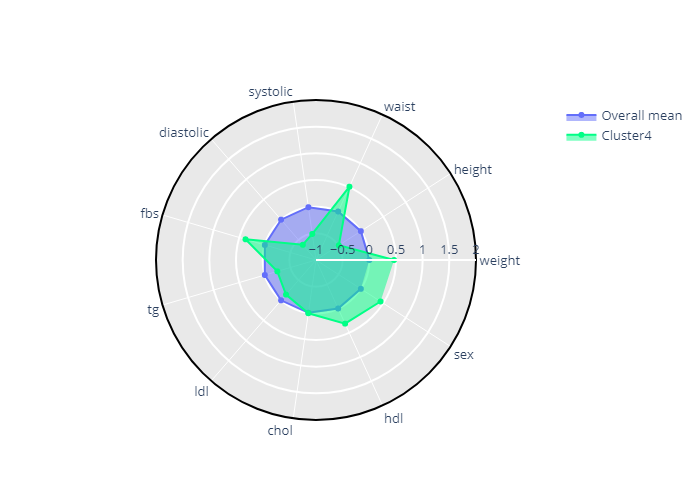 systolic
waist
diastolic
height
fbs
−1 −0.5 0 0.5 1 1.5 2
weight
tg
sex
ldl
hdl
chol
Overall mean
Cluster4